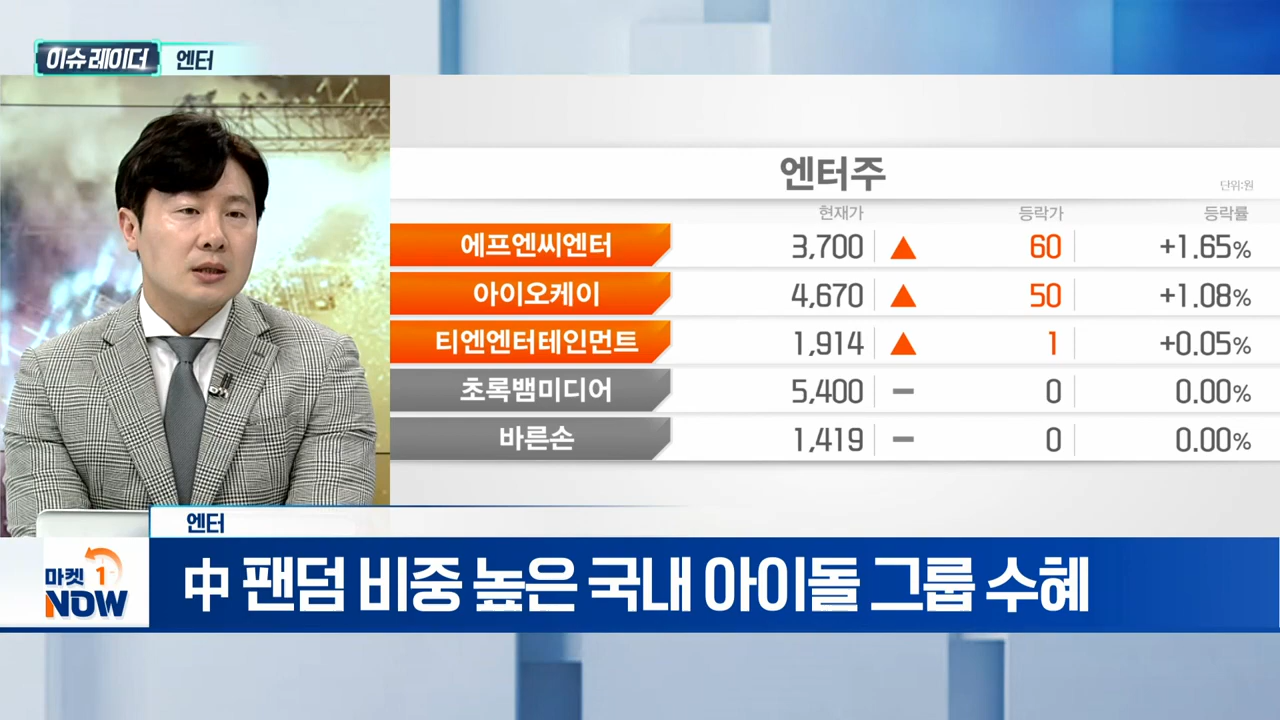 이슈레이더 엔터
엔터주
단위:원
현재가 등락가 등락률
에프엔씨엔터 3,700 ▲ 60 +1.65%
아이오케이 4,670 ▲ 50 +1.08%
티엔엔터테인먼트 1,914 ▲ 1 +0.05%
초록뱀미디어 5,400 – 0 0.00%
바른손 1,419 – 0 0.00%
엔터
마켓 1
NOW
中 팬덤 비중 높은 국내 아이돌 그룹 수혜